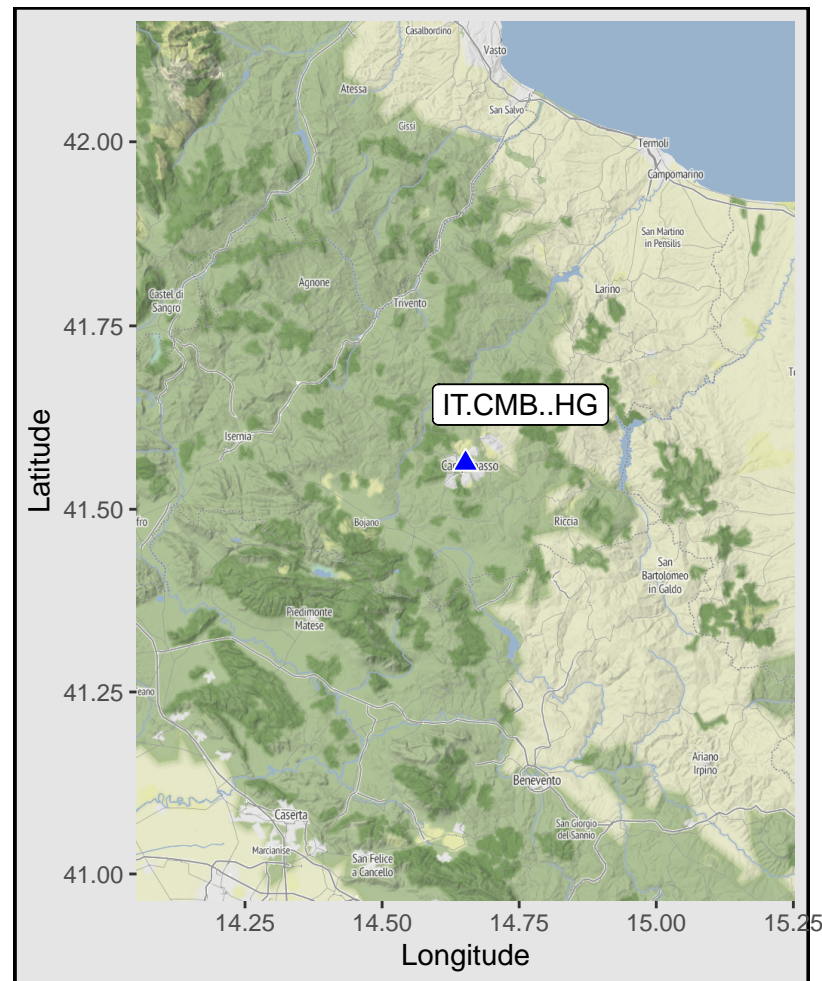 Casalbordino
Vasto
Atessa
San Salvo
Gissi
42.00
Termoli
Campomarino
San Martino
in Pensilis
Agnone
Castel di
Sangro
Larino
Trivento
41.75
IT.CMB..HG
Isernia
41.50
Bojano
Riccia
San
Bartolomeo
in Galdo
Piedimonte
Matese
41.25
Ariano
Irpino
Benevento
Caserta
San Giorgio
del Sannio
Marcianise
San Felice
a Cancello
41.00
14.25
14.50
14.75
15.00
15.25
Longitude
Latitude